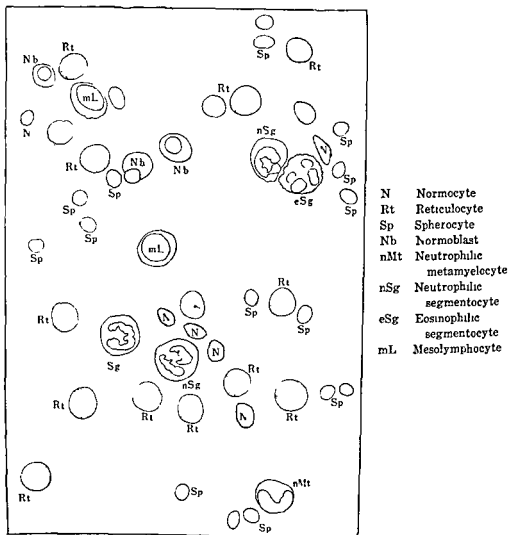 Rt
Sp
Rt
Nb
mL
Rt
N
nSg
Sp
N
Rt
Nb
Nb
Sp
Sp
eSg
Sp
Sp
Sp
Sp
mL
Rt
Rt
Sp
N
Sp
N
N
Sg
nSg
Rt
Rt
Rt
Rt
N
Rt
Sp
Rt
Sp
nMt
Sp
N Normocyte
Rt Reticulocyte
Sp Spherocyte
Nb Normoblast
nMt Neutrophilic
metamyelocyte
nSg Neutrophilic
segmentocyte
eSg Eosinophilic
segmentocyte
mL Mesolymphocyte